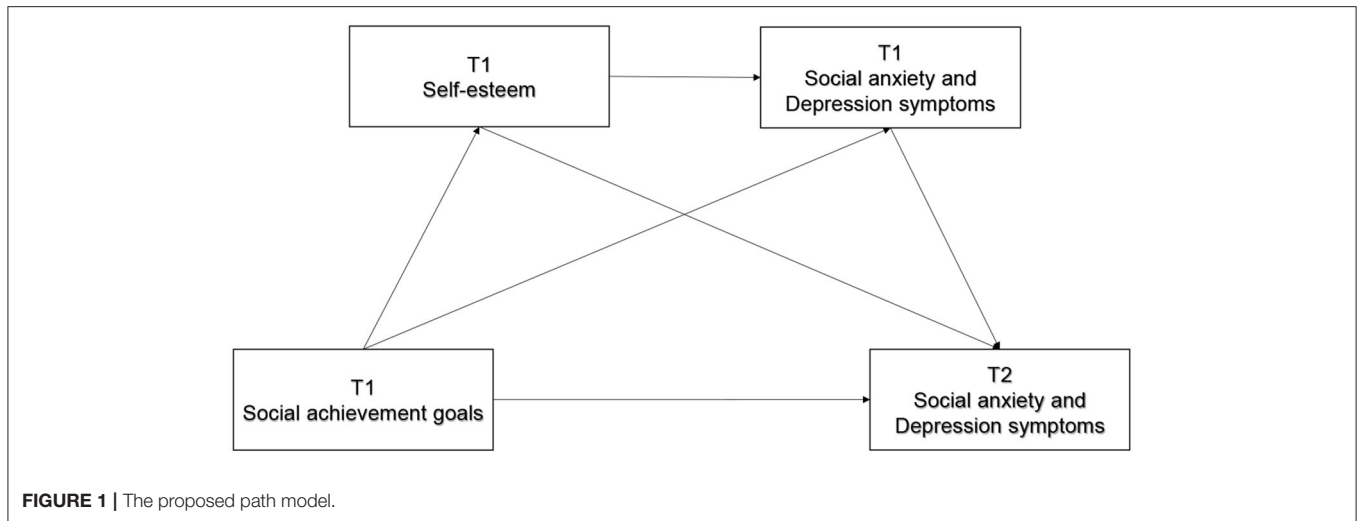 T1
Self-esteem
T1
Social anxiety and
Depression symptoms
T1
Social achievement goals
T2
Social anxiety and
Depression symptoms
FIGURE 1 | The proposed path model.